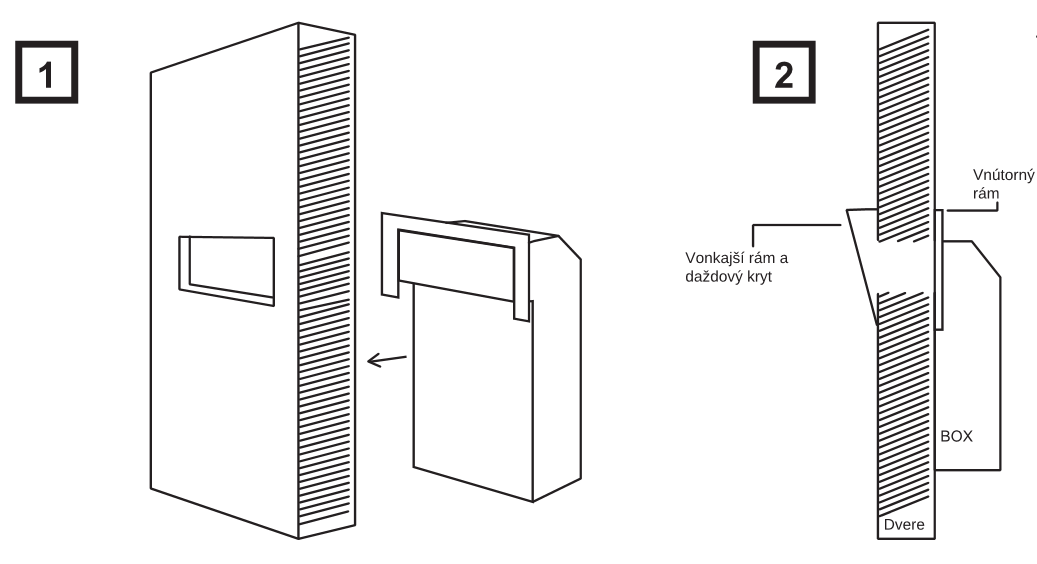 1
2
Vnútorný
rám
Vonkajší rám a
daždový kryt
BOX
Dvere